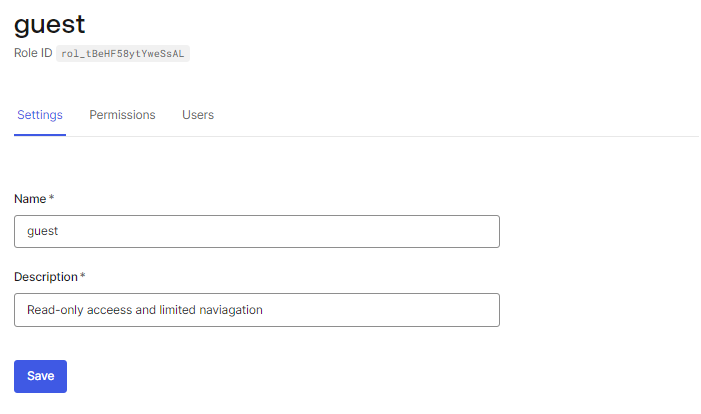 guest
Role ID rol_tBeHF58ytYweSsAL
Settings Permissions Users
Name *
guest
Description *
Read-only acceess and limited naviagation
Save